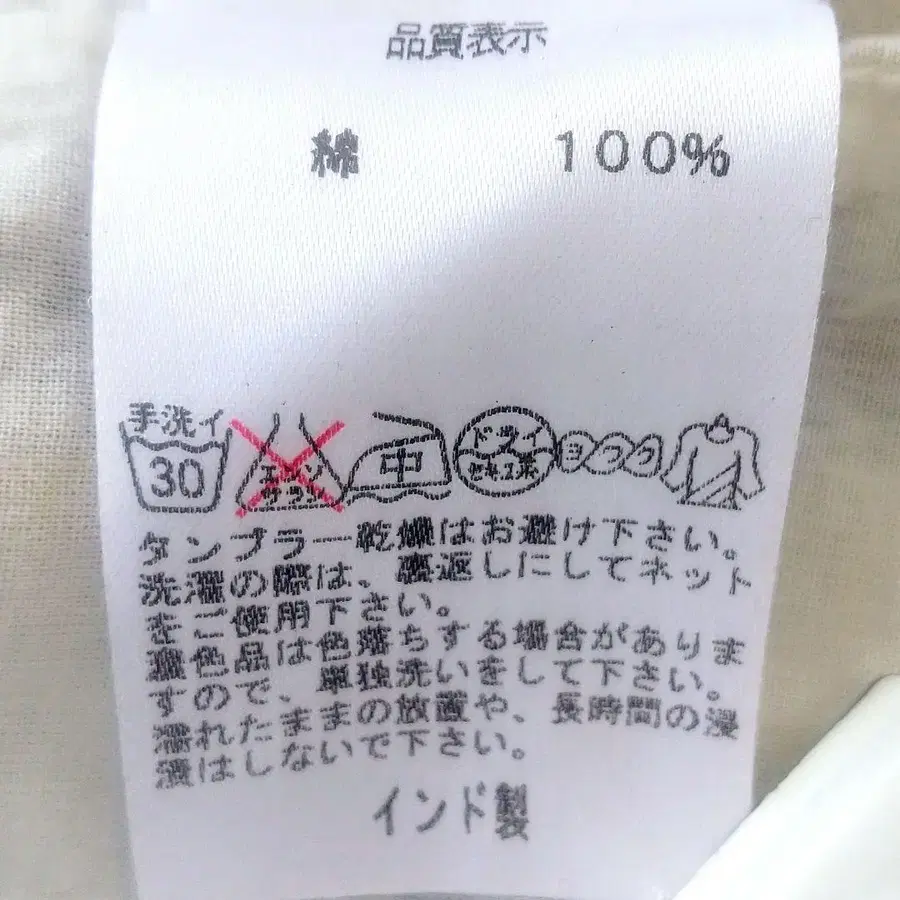 品質表示
綿 100%
手洗イ 30 エンソサラシ 中 ドライ セキユ系 ヨワク
タンブラー乾燥はお避け下さい。
洗濯の際は、裏返しにしてネット
をご使用下さい。
濃色品は色落ちする場合がありま
すので、単独洗いをして下さい。
濡れたままの放置や、長時間の浸
漬はしないで下さい。
インド製